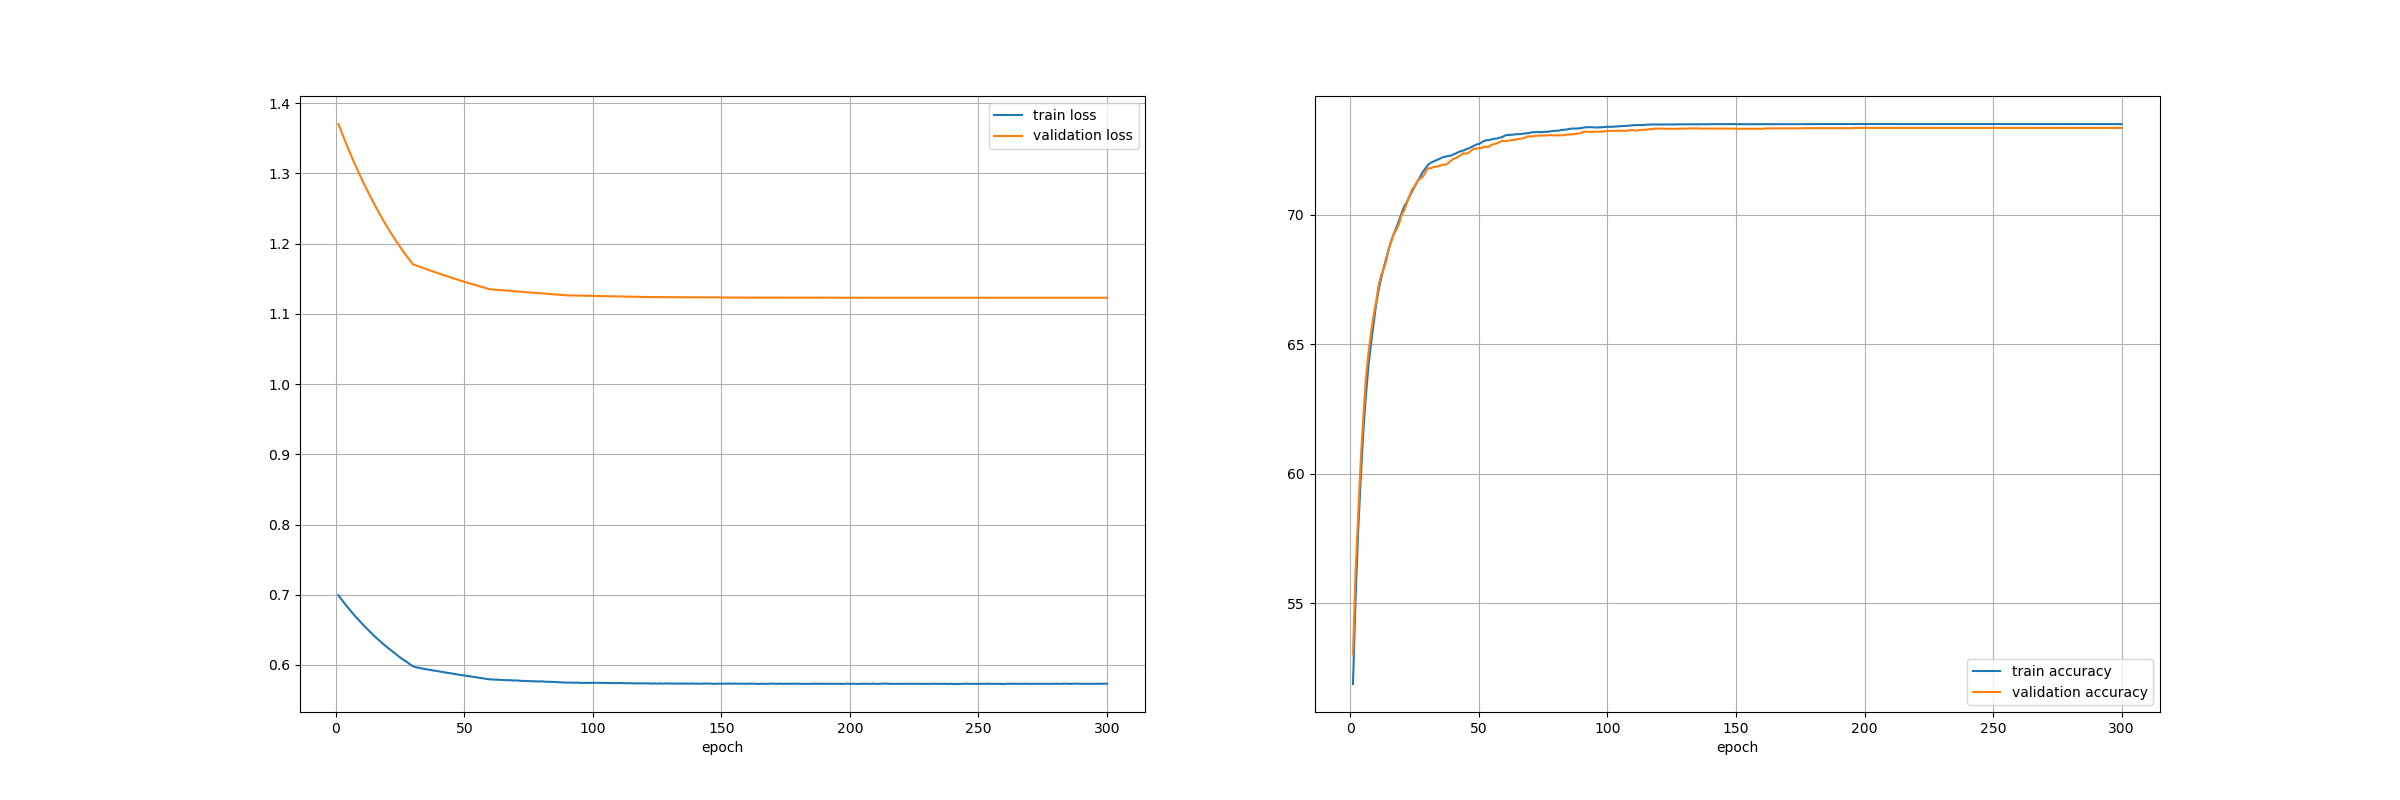 1.4
1.3
1.2
1.1
1.0
0.9
0.8
0.7
0.6
0 50 100 150 200 250 300
epoch
train loss
validation loss
70
65
60
55
0 50 100 150 200 250 300
epoch
train accuracy
validation accuracy